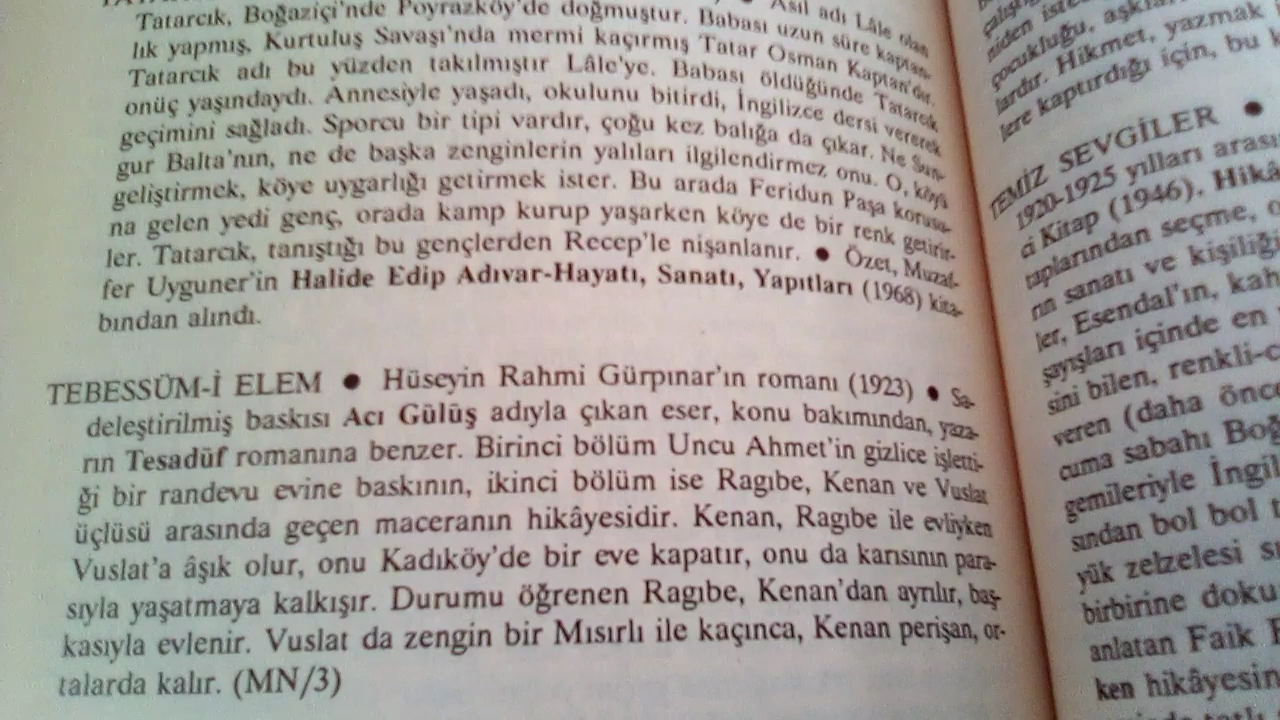 Asıl adı Lâle olan
Tatarcık, Boğaziçi'nde Poyrazköy'de doğmuştur. Babası uzun süre kaptan-
lık yapmış, Kurtuluş Savaşı'nda mermi kaçırmış Tatar Osman Kaptan'dır.
Tatarcık adı bu yüzden takılmıştır Lâle'ye. Babası öldüğünde Tatarcık
onüç yaşındaydı. Annesiyle yaşadı, okulunu bitirdi, İngilizce dersi vererek
geçimini sağladı. Sporcu bir tipi vardır, çoğu kez balığa da çıkar. Ne Sun-
gur Balta'nın, ne de başka zenginlerin yalıları ilgilendirmez onu. O, köyü
geliştirmek, köye uygarlığı getirmek ister. Bu arada Feridun Paşa korusu-
na gelen yedi genç, orada kamp kurup yaşarken köye de bir renk getirir-
ler. Tatarcık, tanıştığı bu gençlerden Recep'le nişanlanır. ● Özet, Muzaf-
fer Uyguner'in Halide Edip Adıvar-Hayatı, Sanatı, Yapıtları (1968) kita-
bından alındı.
TEBESSÜM-İ ELEM ● Hüseyin Rahmi Gürpınar'ın romanı (1923) ● Sa-
deleştirilmiş baskısı Acı Gülüş adıyla çıkan eser, konu bakımından, yaza-
rın Tesadüf romanına benzer. Birinci bölüm Uncu Ahmet'in gizlice işletti-
ği bir randevu evine baskının, ikinci bölüm ise Ragıbe, Kenan ve Vuslat
üçlüsü arasında geçen maceranın hikâyesidir. Kenan, Ragıbe ile evliyken
Vuslat'a âşık olur, onu Kadıköy'de bir eve kapatır, onu da karısının para-
sıyla yaşatmaya kalkışır. Durumu öğrenen Ragıbe, Kenan'dan ayrılır, baş-
kasıyla evlenir. Vuslat da zengin bir Mısırlı ile kaçınca, Kenan perişan, or-
talarda kalır. (MN/3)
niden iste
çocukluğu, aşkla
lardır. Hikmet, yazmak
lere kaptırdığı için, bu k
TEMİZ SEVGİLER ●
1920-1925 yılları arası
ci Kitap (1946). Hikâ
taplarından seçme, o
rın sanatı ve kişiliği
ler, Esendal'ın, kah
şayışları içinde en
sini bilen, renkli-c
veren (daha önce
cuma sabahı Boğ
gemileriyle İngil
sından bol bol t
yük zelzelesi s
birbirine doku
anlatan Faik
ken hikâyesin